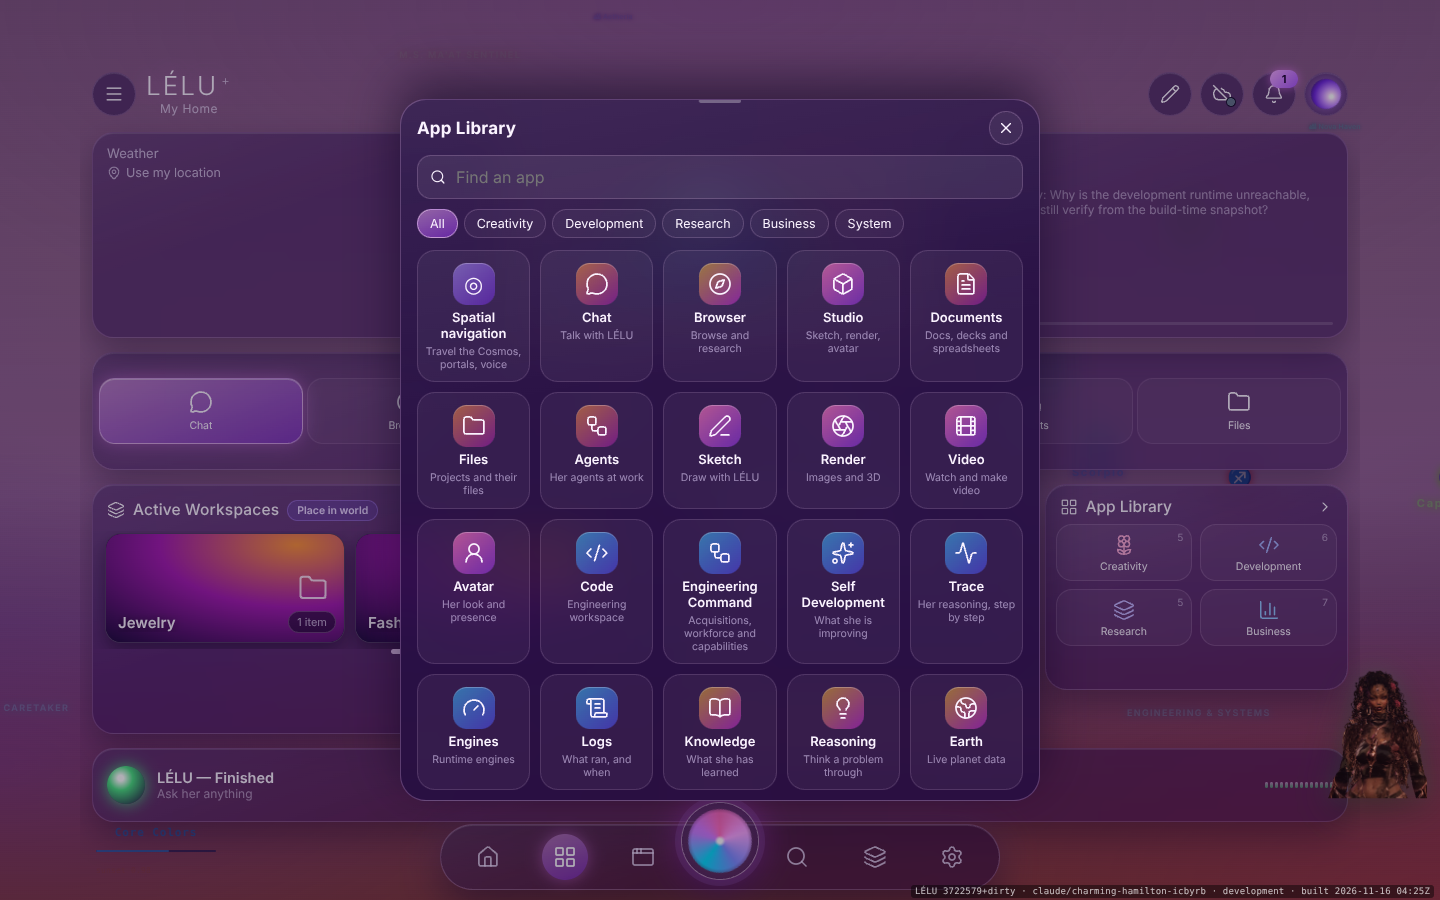 LÉLU +
My Home
1
Weather
Use my location
Why is the development runtime unreachable,
still verify from the build-time snapshot?
Chat
Files
Active Workspaces
Place in world
Jewelry
1 item
App Library
5
Creativity
6
Development
5
Research
7
Business
CARETAKER
ENGINEERING & SYSTEMS
LÉLU — Finished
Ask her anything
App Library
Find an app
All
Creativity
Development
Research
Business
System
Spatial
navigation
Travel the Cosmos,
portals, voice
Chat
Talk with LÉLU
Browser
Browse and
research
Studio
Sketch, render,
avatar
Documents
Docs, decks and
spreadsheets
Files
Projects and their
files
Agents
Her agents at work
Sketch
Draw with LÉLU
Render
Images and 3D
Video
Watch and make
video
Avatar
Her look and
presence
Code
Engineering
workspace
Engineering
Command
Acquisitions,
workforce and
capabilities
Self
Development
What she is
improving
Trace
Her reasoning, step
by step
Engines
Runtime engines
Logs
What ran, and
when
Knowledge
What she has
learned
Reasoning
Think a problem
through
Earth
Live planet data
LÉLU 3722579+dirty · claude/charming-hamilton-icbyrb · development · built 2026-11-16 04:25Z